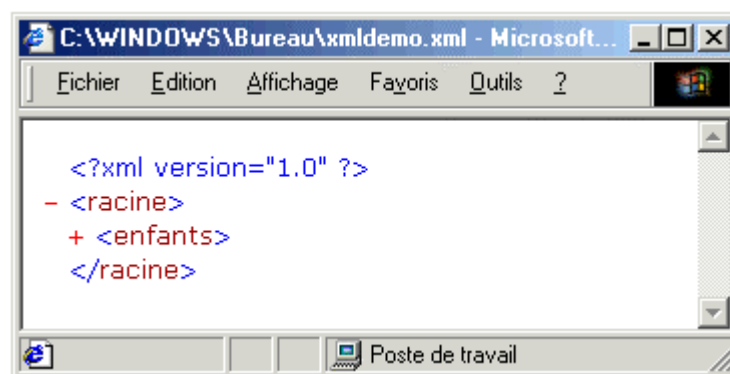 C:\WINDOWS\Bureau\xmldemo.xml - Microsoft...
Fichier Edition Affichage Favoris Outils ?
<?xml version="1.0" ?>
- <racine>
+ <enfants>
</racine>
Poste de travail